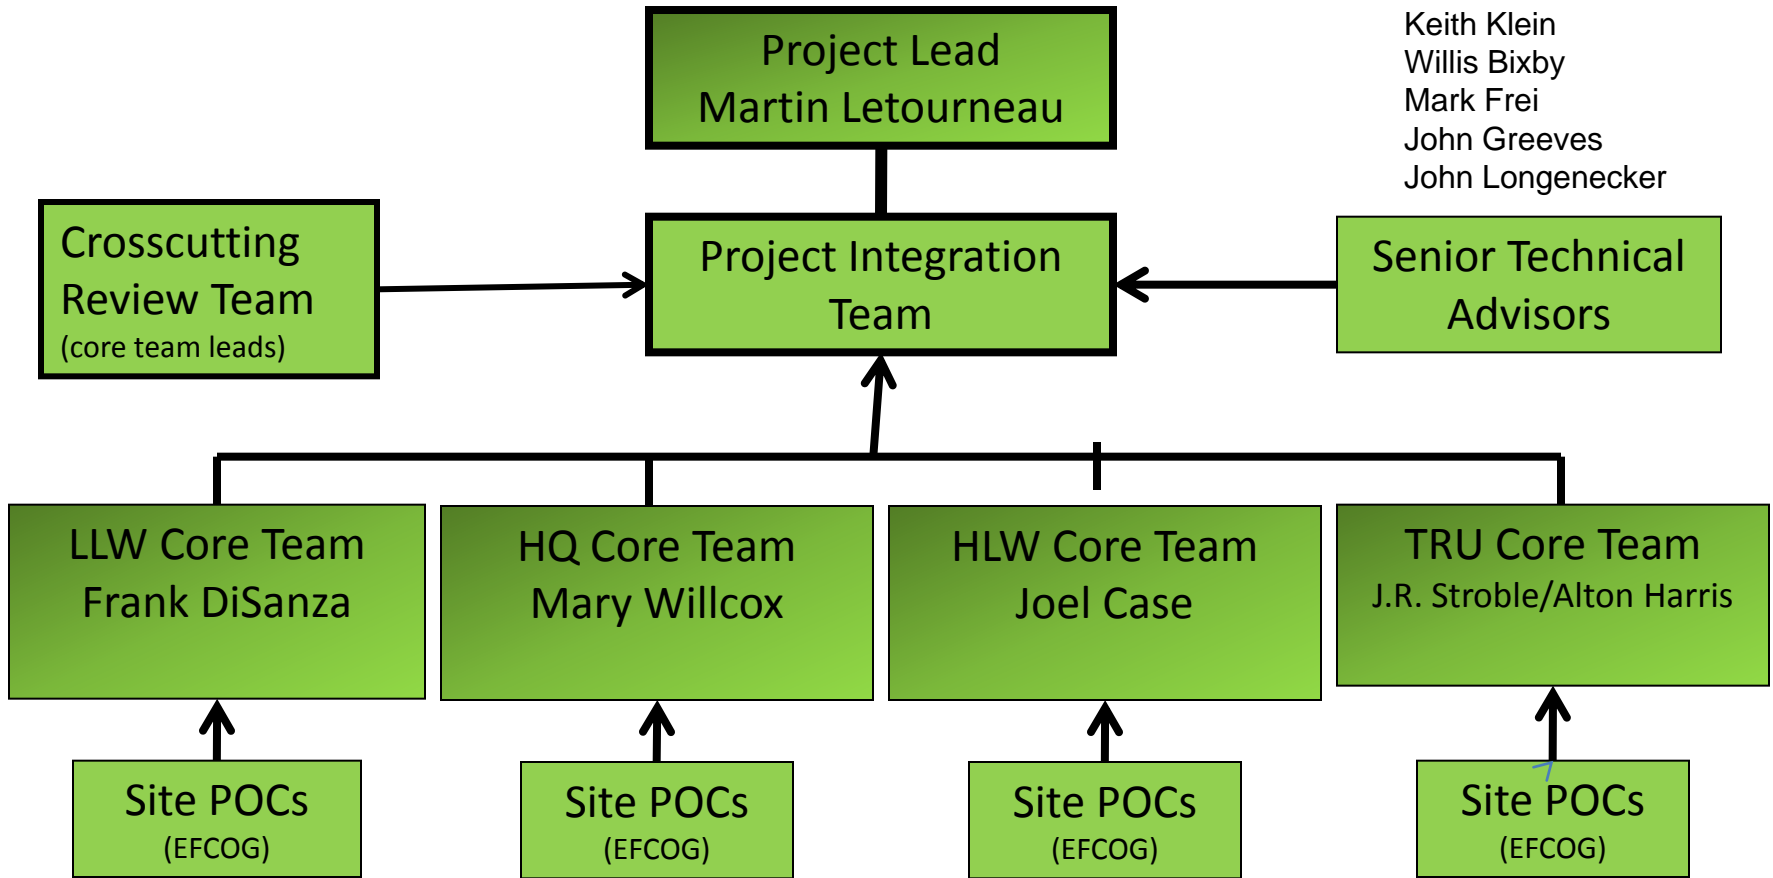 Project Lead
Martin Letourneau
Keith Klein
Willis Bixby
Mark Frei
John Greeves
John Longenecker
Crosscutting
Review Team
(core team leads)
Project Integration
Team
Senior Technical
Advisors
LLW Core Team
Frank DiSanza
HQ Core Team
Mary Willcox
HLW Core Team
Joel Case
TRU Core Team
J.R. Stroble/Alton Harris
Site POCs
(EFCOG)
Site POCs
(EFCOG)
Site POCs
(EFCOG)
Site POCs
(EFCOG)